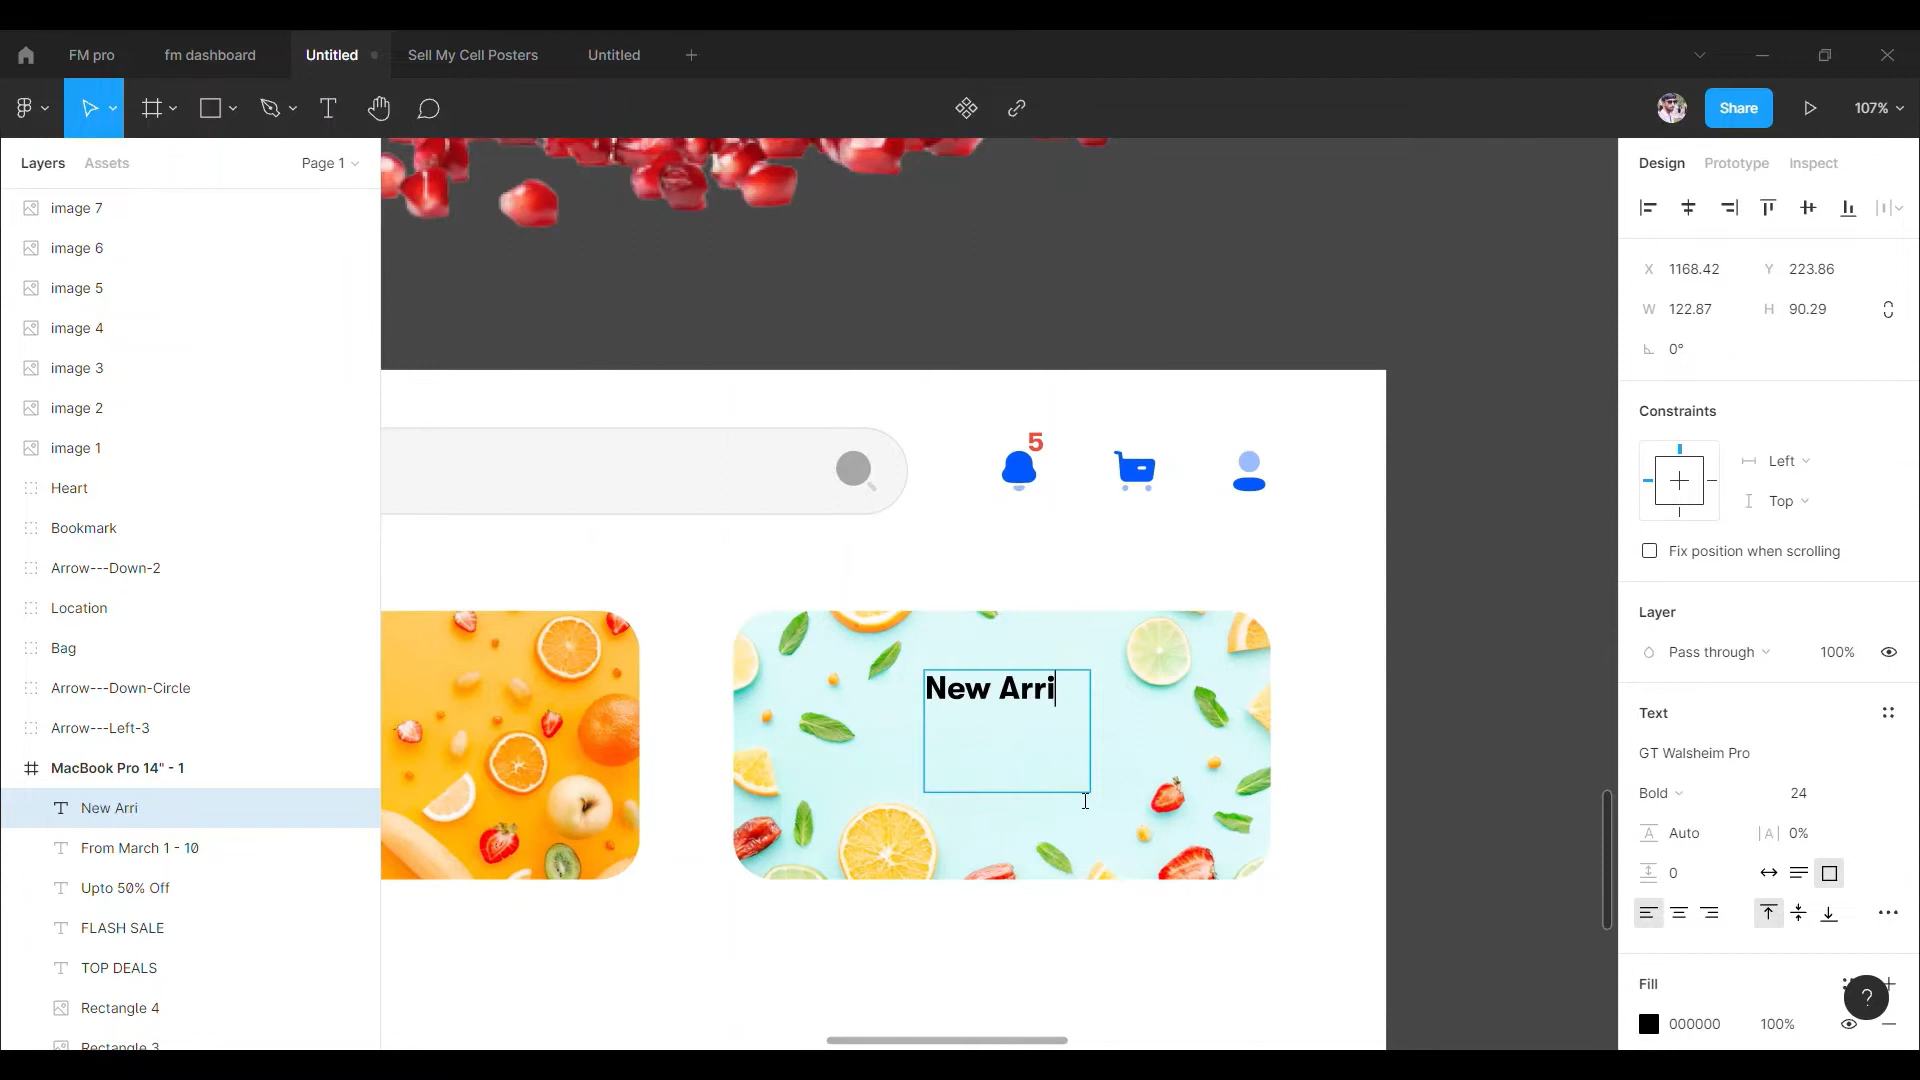 FM pro
fm dashboard
Untitled
Sell My Cell Posters
Untitled
Share
107%
Layers
Assets
Page 1
image 7
image 6
image 5
image 4
image 3
image 2
image 1
Heart
Bookmark
Arrow---Down-2
Location
Bag
Arrow---Down-Circle
Arrow---Left-3
MacBook Pro 14" - 1
New Arri
From March 1 - 10
Upto 50% Off
FLASH SALE
TOP DEALS
Rectangle 4
Rectangle 3
5
New Arri
Design
Prototype
Inspect
X 1168.42
Y 223.86
W 122.87
H 90.29
0°
Constraints
Left
Top
Fix position when scrolling
Layer
Pass through
100%
Text
GT Walsheim Pro
Bold
24
A Auto
|A| 0%
0
Fill
?
000000
100%